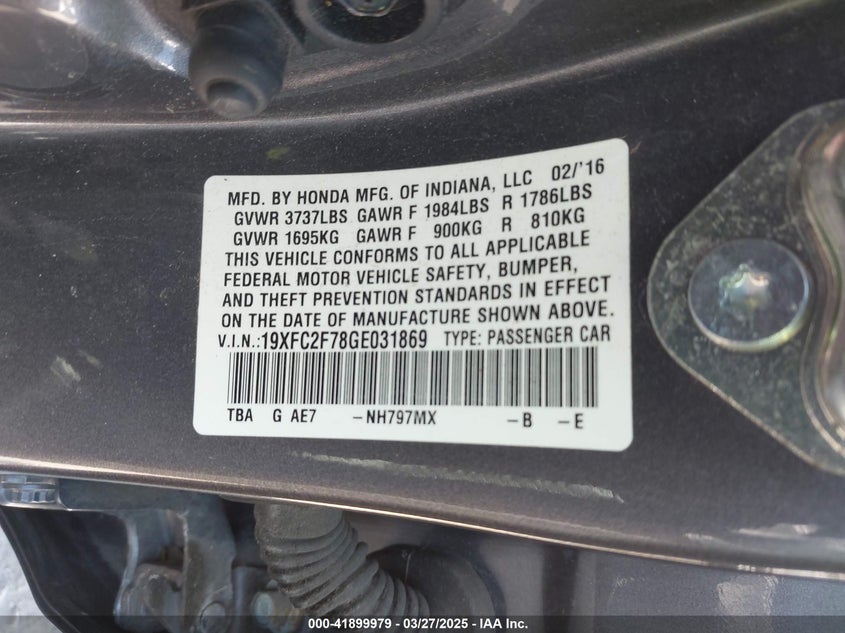 MFD. BY HONDA MFG. OF INDIANA, LLC 02/'16
GVWR 3737LBS GAWR F 1984LBS R 1786LBS
GVWR 1695KG GAWR F 900KG R 810KG
THIS VEHICLE CONFORMS TO ALL APPLICABLE
FEDERAL MOTOR VEHICLE SAFETY, BUMPER,
AND THEFT PREVENTION STANDARDS IN EFFECT
ON THE DATE OF MANUFACTURE SHOWN ABOVE.
V.I.N.:19XFC2F78GE031869 TYPE: PASSENGER CAR
TBA G AE7 –NH797MX –B –E
000-41899979 - 03/27/2025 - IAA Inc.